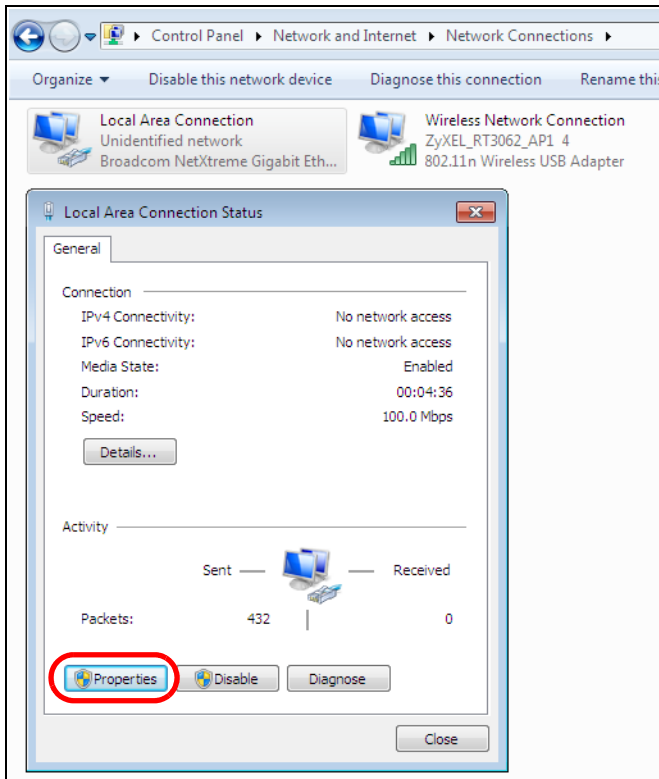 Control Panel Network and Internet Network Connections
Organize Disable this network device Diagnose this connection Rename this
Local Area Connection
Unidentified network
Broadcom NetXtreme Gigabit Eth...
Wireless Network Connection
ZyXEL_RT3062_AP1 4
802.11n Wireless USB Adapter
Local Area Connection Status
General
Connection
IPv4 Connectivity: No network access
IPv6 Connectivity: No network access
Media State: Enabled
Duration: 00:04:36
Speed: 100.0 Mbps
Details...
Activity
Sent Received
Packets: 432 0
Properties Disable Diagnose
Close